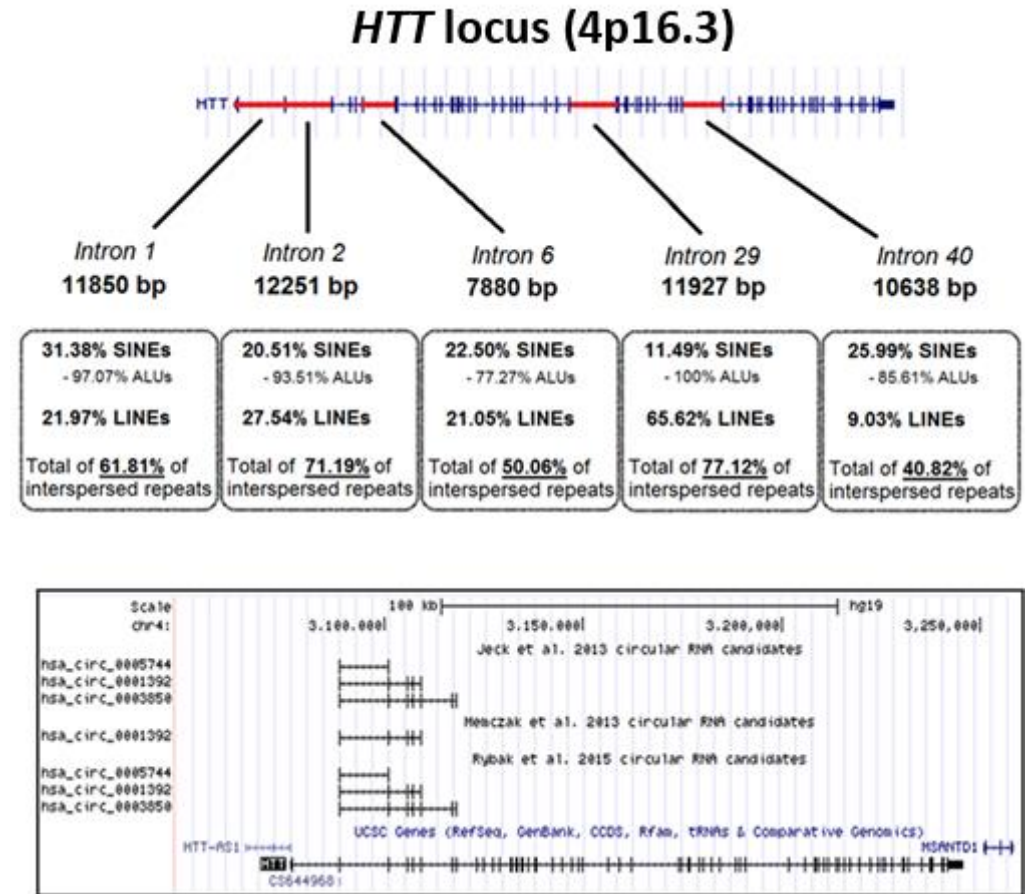 HTT locus (4p16.3)
HTT
Intron 1
11850 bp
Intron 2
12251 bp
Intron 6
7880 bp
Intron 29
11927 bp
Intron 40
10638 bp
31.38% SINEs
- 97.07% ALUs
21.97% LINEs
Total of 61.81% of
interspersed repeats
20.51% SINEs
- 93.51% ALUs
27.54% LINEs
Total of 71.19% of
interspersed repeats
22.50% SINEs
- 77.27% ALUs
21.05% LINEs
Total of 50.06% of
interspersed repeats
11.49% SINEs
- 100% ALUs
65.62% LINEs
Total of 77.12% of
interspersed repeats
25.99% SINEs
- 85.61% ALUs
9.03% LINEs
Total of 40.82% of
interspersed repeats
Scale 100 kb hg19
chr4: 3.100.000 3.150.000 3.200,000 3,250,000
Jeck et al. 2013 circular RNA candidates
hsa_circ_0005744
hsa_circ_0001392
hsa_circ_0003850
Memczak et al. 2013 circular RNA candidates
hsa_circ_0001392
Rybak et al. 2015 circular RNA candidates
hsa_circ_0005744
hsa_circ_0001392
hsa_circ_0003850
UCSC Genes (RefSeq, GenBank, CCDS, Rfam, tRNAs & Comparative Genomics)
HTT-AS1 MSANTD1
HTT
CS644968